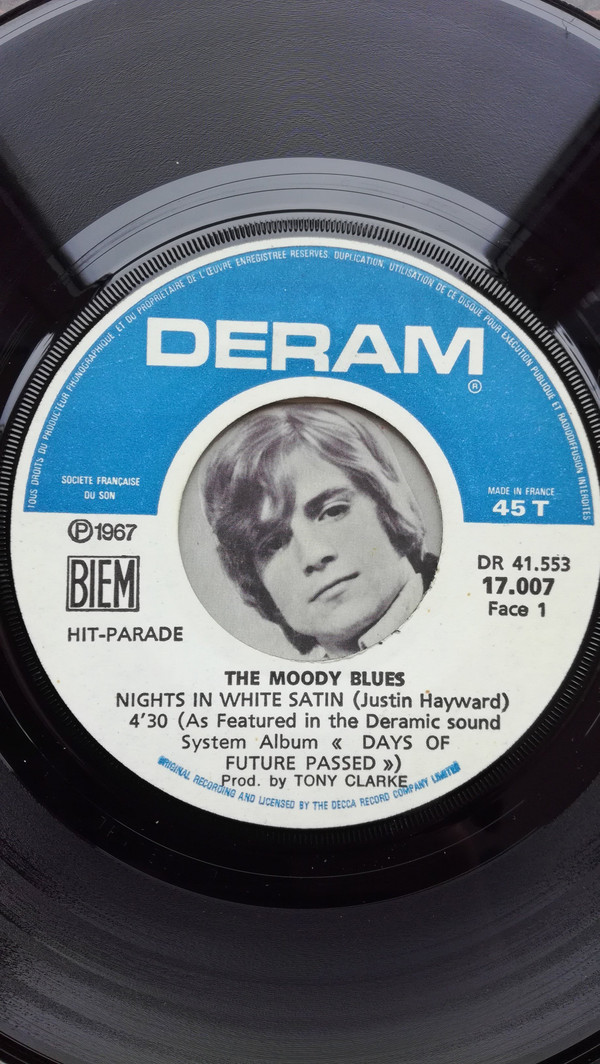 TOUS DROITS DU PRODUCTEUR PHONOGRAPHIQUE ET DU PROPRIETAIRE DE L'ŒUVRE ENREGISTREE RESERVES. DUPLICATION, UTILISATION DE CE DISQUE POUR EXECUTION PUBLIQUE ET RADIODIFFUSION INTERDITES
DERAM
®
SOCIETE FRANÇAISE
DU SON
MADE IN FRANCE
45 T
Ⓟ1967
BIEM
HIT-PARADE
DR 41.553
17.007
Face 1
THE MOODY BLUES
NIGHTS IN WHITE SATIN (Justin Hayward)
4'30 (As Featured in the Deramic sound
System Album « DAYS OF
FUTURE PASSED »)
Prod. by TONY CLARKE
ORIGINAL RECORDING AND LICENSED BY THE DECCA RECORD COMPANY LIMITED